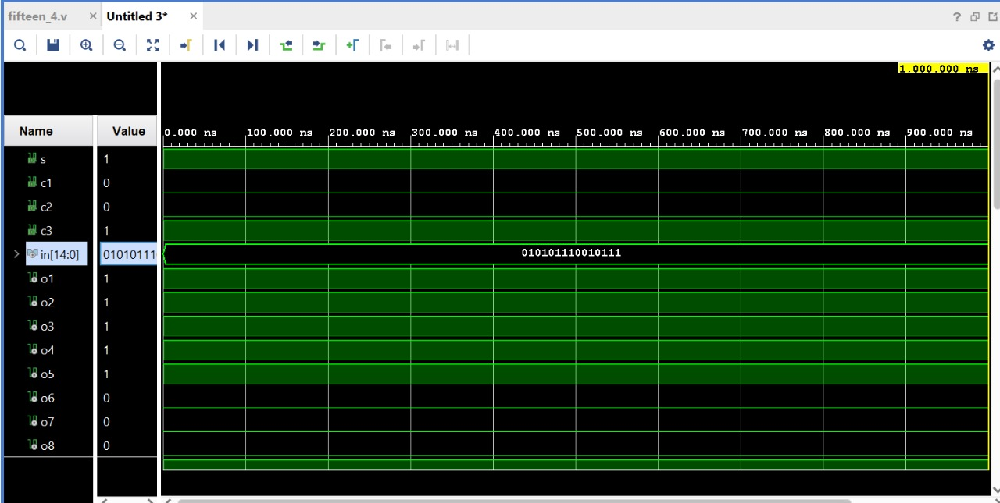 fifteen_4.v × Untitled 3* ×
?
1,000.000 ns
Name Value
0.000 ns 100.000 ns 200.000 ns 300.000 ns 400.000 ns 500.000 ns 600.000 ns 700.000 ns 800.000 ns 900.000 ns
s 1
c1 0
c2 0
c3 1
in[14:0] 01010111 010101110010111
o1 1
o2 1
o3 1
o4 1
o5 1
o6 0
o7 0
o8 0